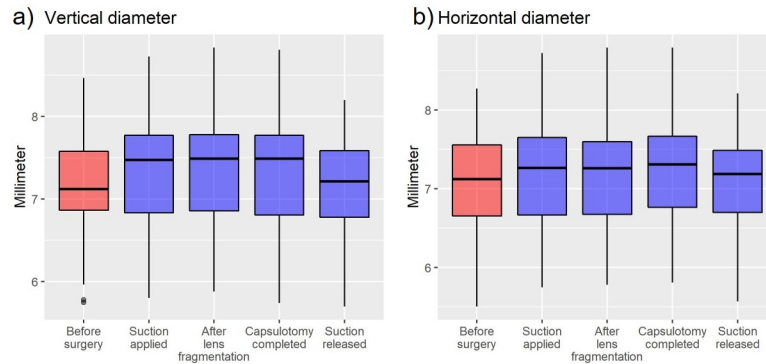 a) Vertical diameter
Millimeter
8
7
6
Before
surgery
Suction
applied
After
lens
fragmentation
Capsulotomy
completed
Suction
released
b) Horizontal diameter
Millimeter
8
7
6
Before
surgery
Suction
applied
After
lens
fragmentation
Capsulotomy
completed
Suction
released